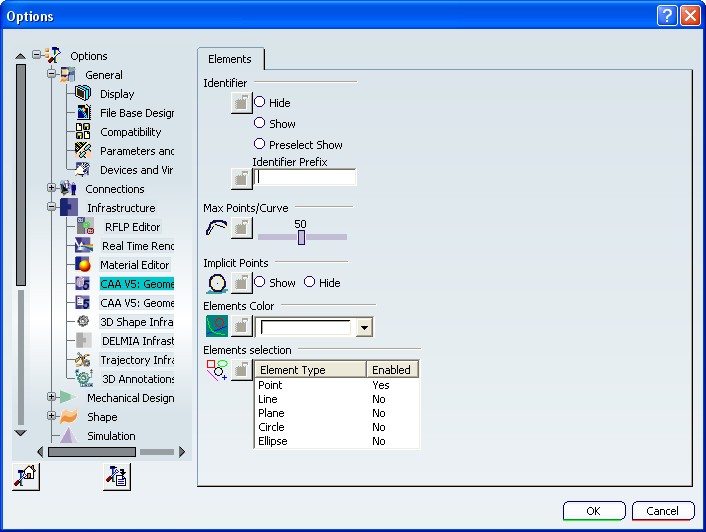 Options
Options
General
Display
File Base Desig
Compatibility
Parameters and
Devices and Vir
Connections
Infrastructure
RFLP Editor
Real Time Rend
Material Editor
CAA V5: Geome
CAA V5: Geome
3D Shape Infra
DELMIA Infrast
Trajectory Infra
3D Annotations
Mechanical Design
Shape
Simulation
Elements
Identifier
Hide
Show
Preselect Show
Identifier Prefix
Max Points/Curve
50
Implicit Points
Show Hide
Elements Color
Elements selection
Element Type Enabled
Point Yes
Line No
Plane No
Circle No
Ellipse No
OK Cancel